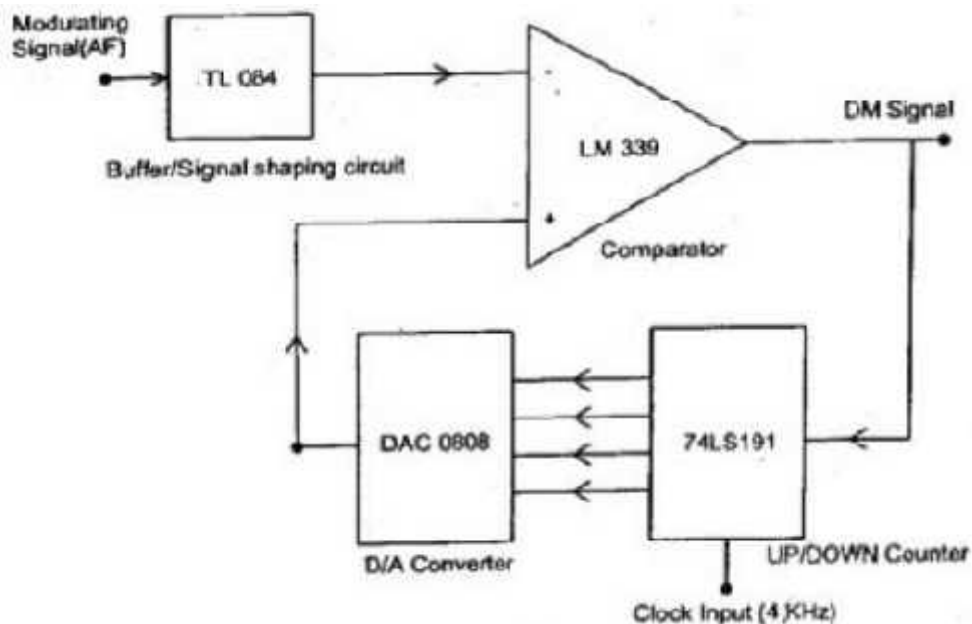 Modulating
Signal(AF)
TL 084
Buffer/Signal shaping circuit
-
LM 339
+
Comparator
DM Signal
DAC 0808
D/A Converter
74LS191
UP/DOWN Counter
Clock Input (4 KHz)